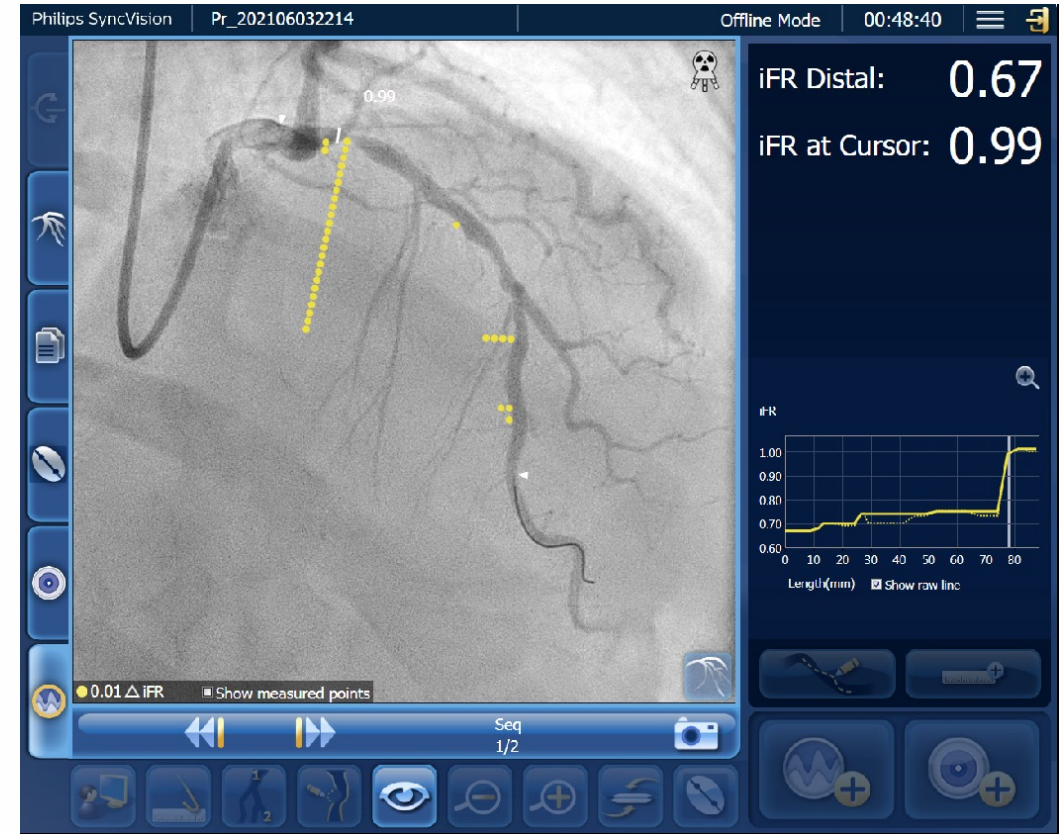 Philips SyncVision Pr_202106032214 Offline Mode 00:48:40
iFR Distal: 0.67
iFR at Cursor: 0.99
0.99
iFR
1.00
0.90
0.80
0.70
0.60
0 10 20 30 40 50 60 70 80
Length(mm) Show raw line
0.01 △ iFR Show measured points
Seq
1/2
1
2